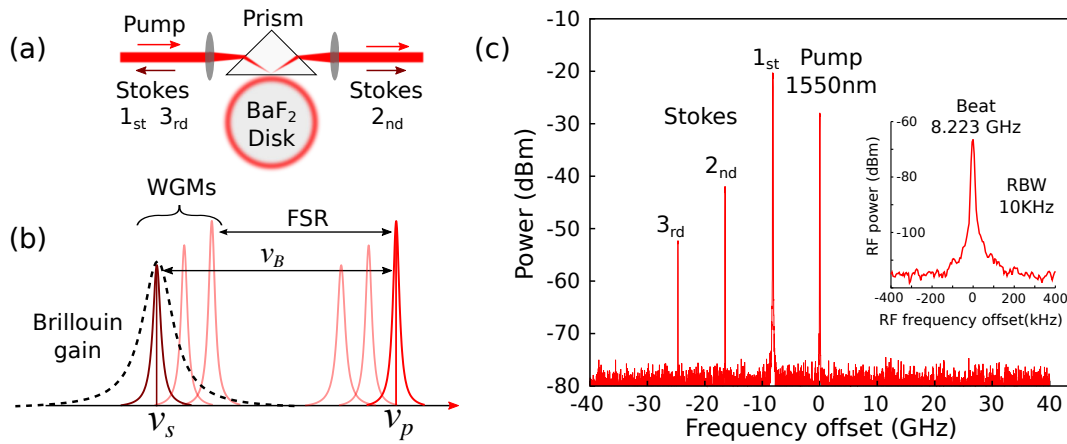 (a)
Pump
Prism
Stokes
1st 3rd
BaF2
Disk
Stokes
2nd
WGMs
FSR
(b)
νB
Brillouin
gain
νs
νp
(c)
-10
-20
-30
-40
-50
-60
-70
-80
Power (dBm)
-40 -30 -20 -10 0 10 20 30 40
Frequency offset (GHz)
1st
Pump
1550nm
Stokes
2nd
3rd
Beat
8.223 GHz
RBW
10KHz
-60
-80
-100
RF power (dBm)
-400 -200 0 200 400
RF frequency offset(kHz)